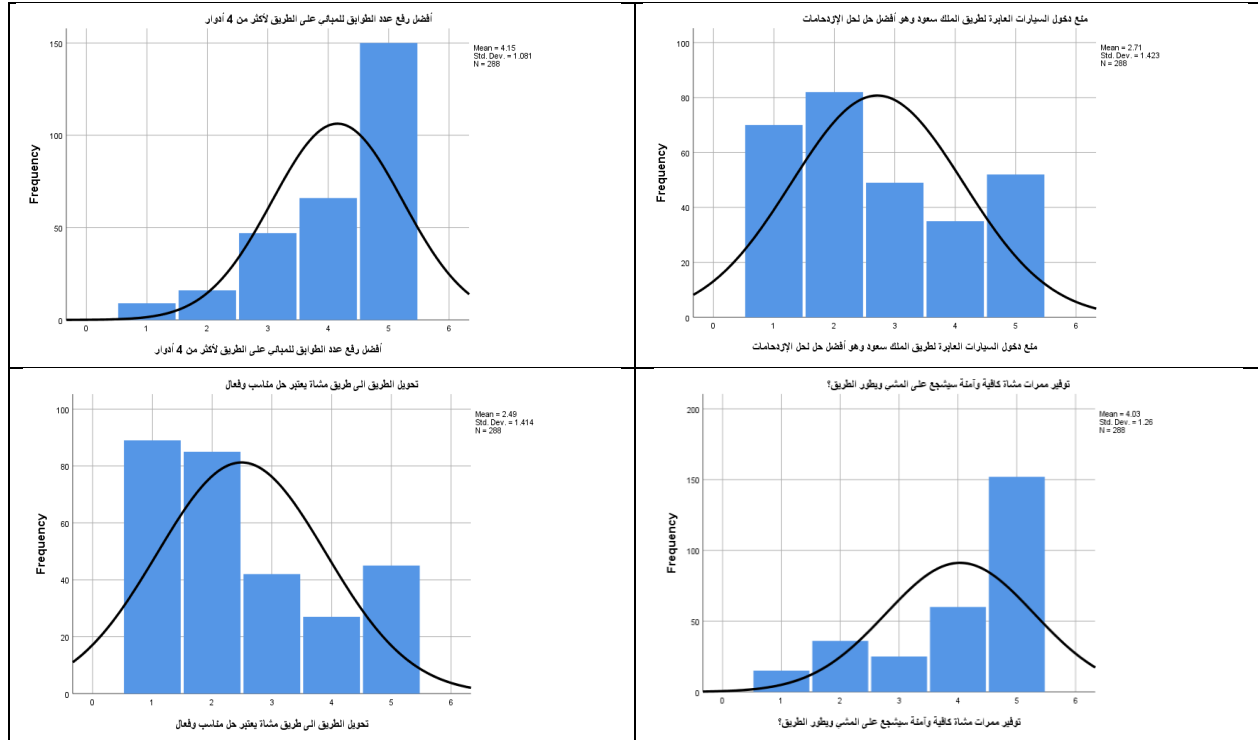 أفضل رفع عدد الطوابق للمباني على الطريق لأكثر من 4 أدوار
Mean = 4.15
Std. Dev. = 1.081
N = 288
150
100
50
0
Frequency
0 1 2 3 4 5 6
أفضل رفع عدد الطوابق للمباني على الطريق لأكثر من 4 أدوار
منع دخول السيارات العابرة لطريق الملك سعود وهو أفضل حل لحل الإزدحامات
Mean = 2.71
Std. Dev. = 1.423
N = 288
100
80
60
40
20
0
Frequency
0 1 2 3 4 5 6
منع دخول السيارات العابرة لطريق الملك سعود وهو أفضل حل لحل الإزدحامات
تحويل الطريق الى طريق مشاة يعتبر حل مناسب وفعال
Mean = 2.49
Std. Dev. = 1.414
N = 288
100
80
60
40
20
0
Frequency
0 1 2 3 4 5 6
تحويل الطريق الى طريق مشاة يعتبر حل مناسب وفعال
توفير ممرات مشاة كافية وآمنة سيشجع على المشي ويطور الطريق؟
Mean = 4.03
Std. Dev. = 1.26
N = 288
200
150
100
50
0
Frequency
0 1 2 3 4 5 6
توفير ممرات مشاة كافية وآمنة سيشجع على المشي ويطور الطريق؟